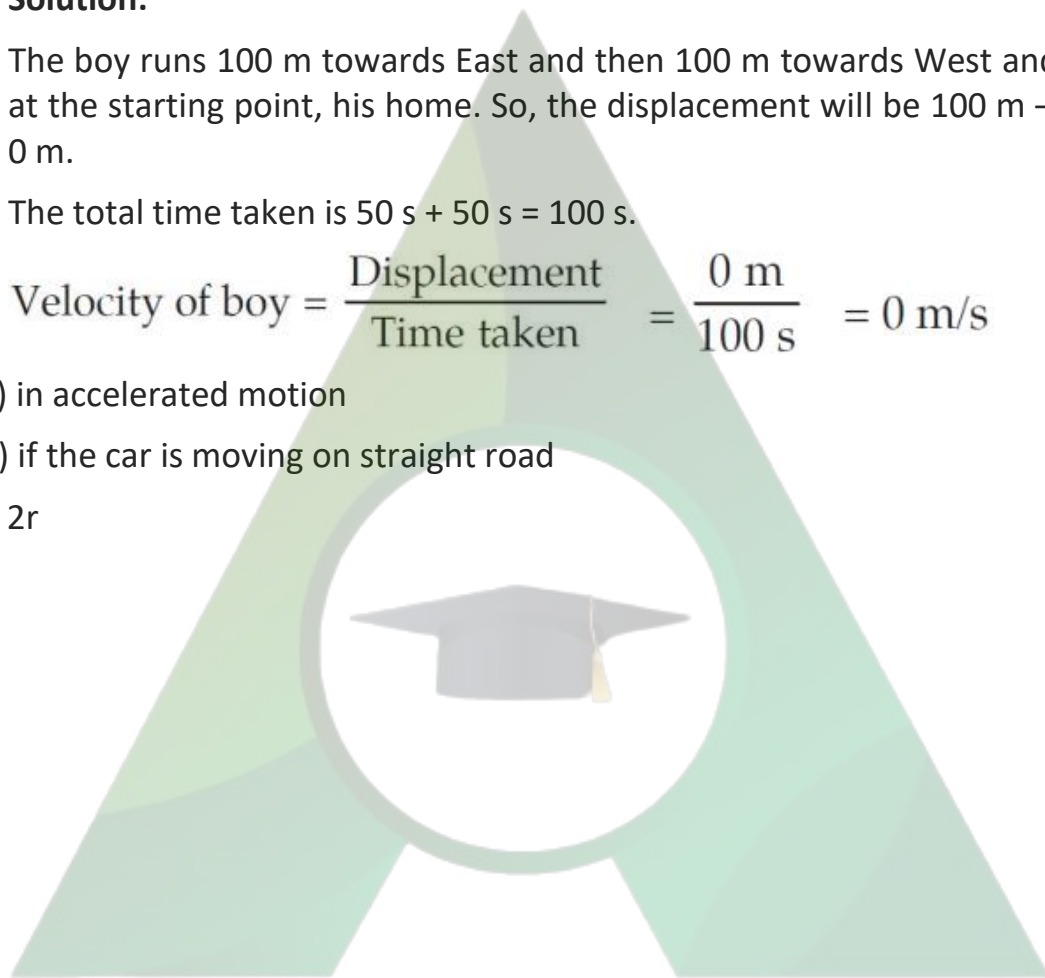 Solution:
The boy runs 100 m towards East and then 100 m towards West and
at the starting point, his home. So, the displacement will be 100 m –
0 m.
The total time taken is 50 s + 50 s = 100 s.
Velocity of boy = Displacement / Time taken = 0 m / 100 s = 0 m/s
) in accelerated motion
) if the car is moving on straight road
2r